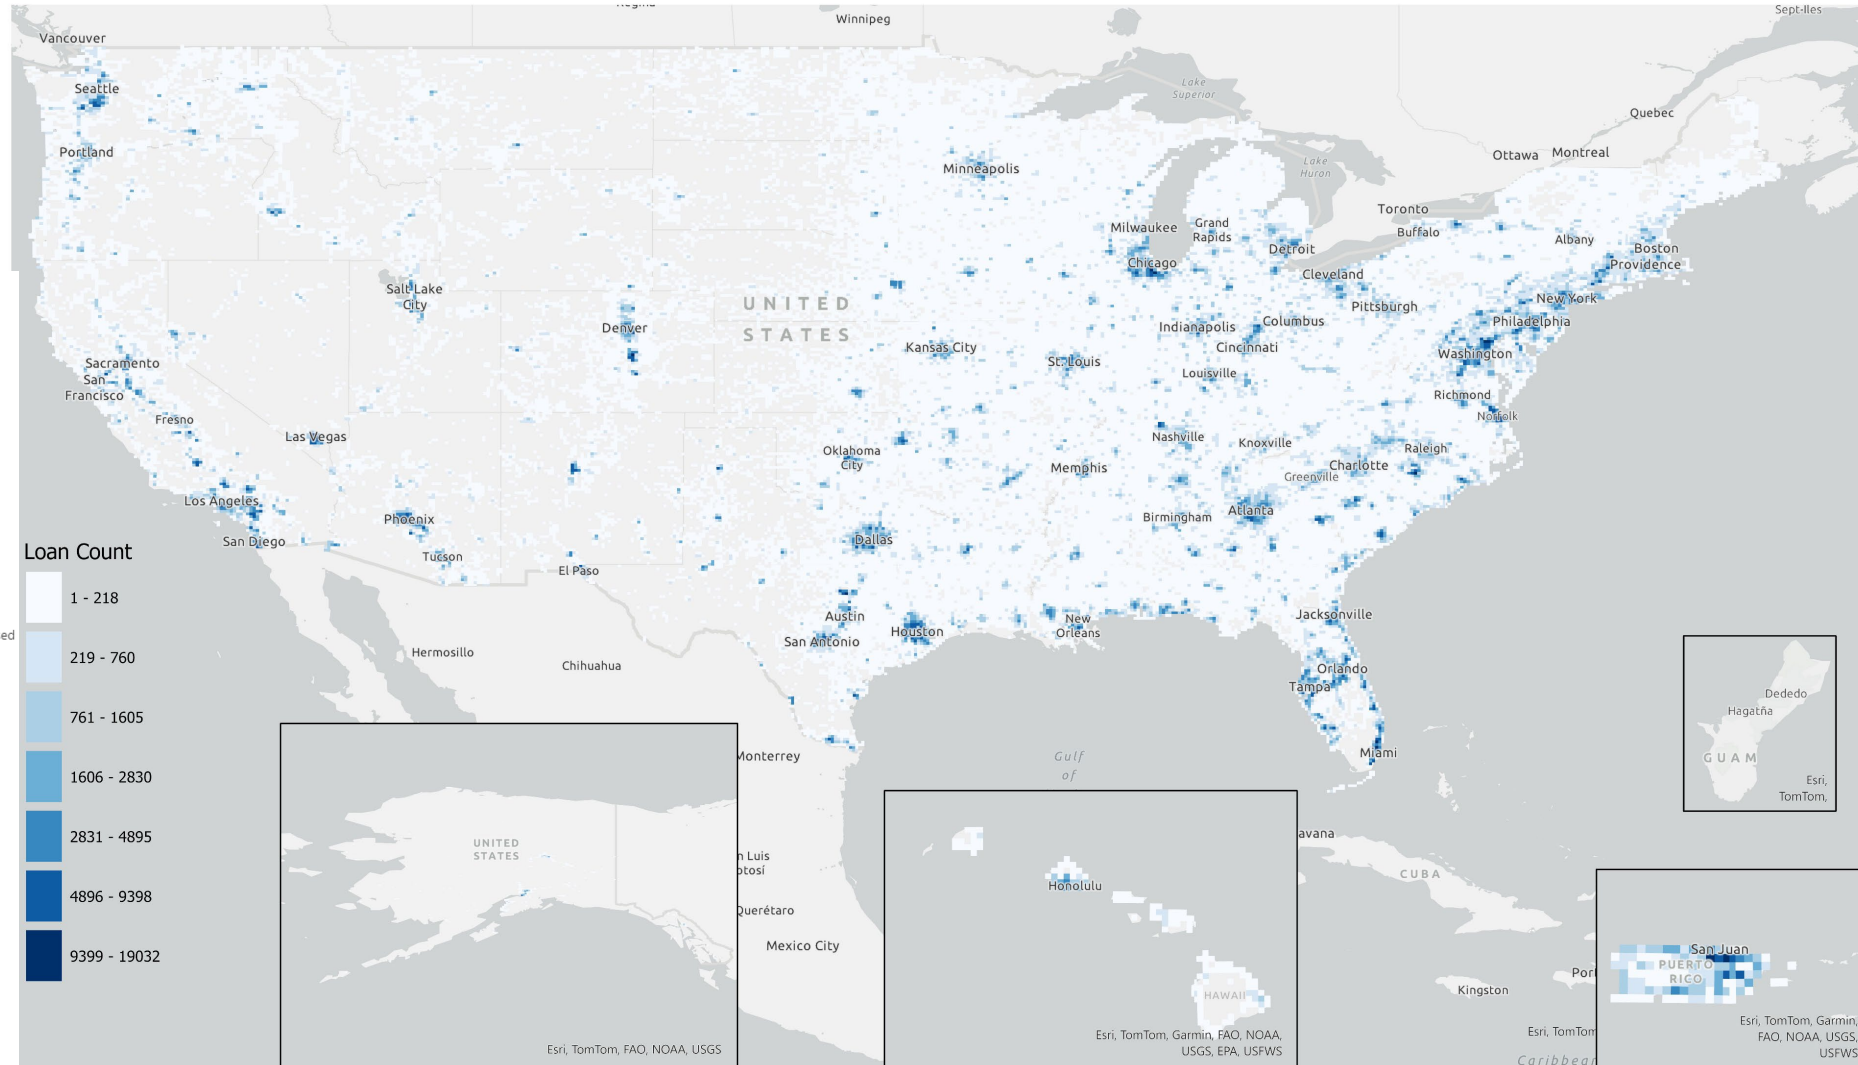 Vancouver
Winnipeg
Sept-Iles
Seattle
Lake
Superior
Quebec
Portland
Minneapolis
Lake
Huron
Ottawa
Montreal
Toronto
Milwaukee
Grand
Rapids
Buffalo
Albany
Boston
Detroit
Chicago
Cleveland
Providence
Salt Lake
City
UNITED
STATES
New York
Pittsburgh
Denver
Indianapolis
Columbus
Philadelphia
Kansas City
Cincinnati
Washington
Sacramento
St. Louis
Louisville
San
Francisco
Richmond
Fresno
Norfolk
Las Vegas
Nashville
Knoxville
Raleigh
Oklahoma
City
Memphis
Charlotte
Greenville
Los Angeles
Phoenix
Birmingham
Atlanta
San Diego
Dallas
Tucson
El Paso
Loan Count
1 - 218
219 - 760
761 - 1605
1606 - 2830
2831 - 4895
4896 - 9398
9399 - 19032
ed
Austin
New
Orleans
Jacksonville
San Antonio
Houston
Hermosillo
Chihuahua
Orlando
Tampa
Miami
Monterrey
Gulf
of
Dededo
Hagatña
GUAM
Esri,
TomTom,
UNITED
STATES
n Luis
otosí
Querétaro
Mexico City
Esri, TomTom, FAO, NOAA, USGS
Honolulu
HAWAII
Esri, TomTom, Garmin, FAO, NOAA,
USGS, EPA, USFWS
avana
CUBA
Kingston
Por
Esri, TomTom
Caribbear
San Juan
PUERTO
RICO
Esri, TomTom, Garmin,
FAO, NOAA, USGS,
USFWS